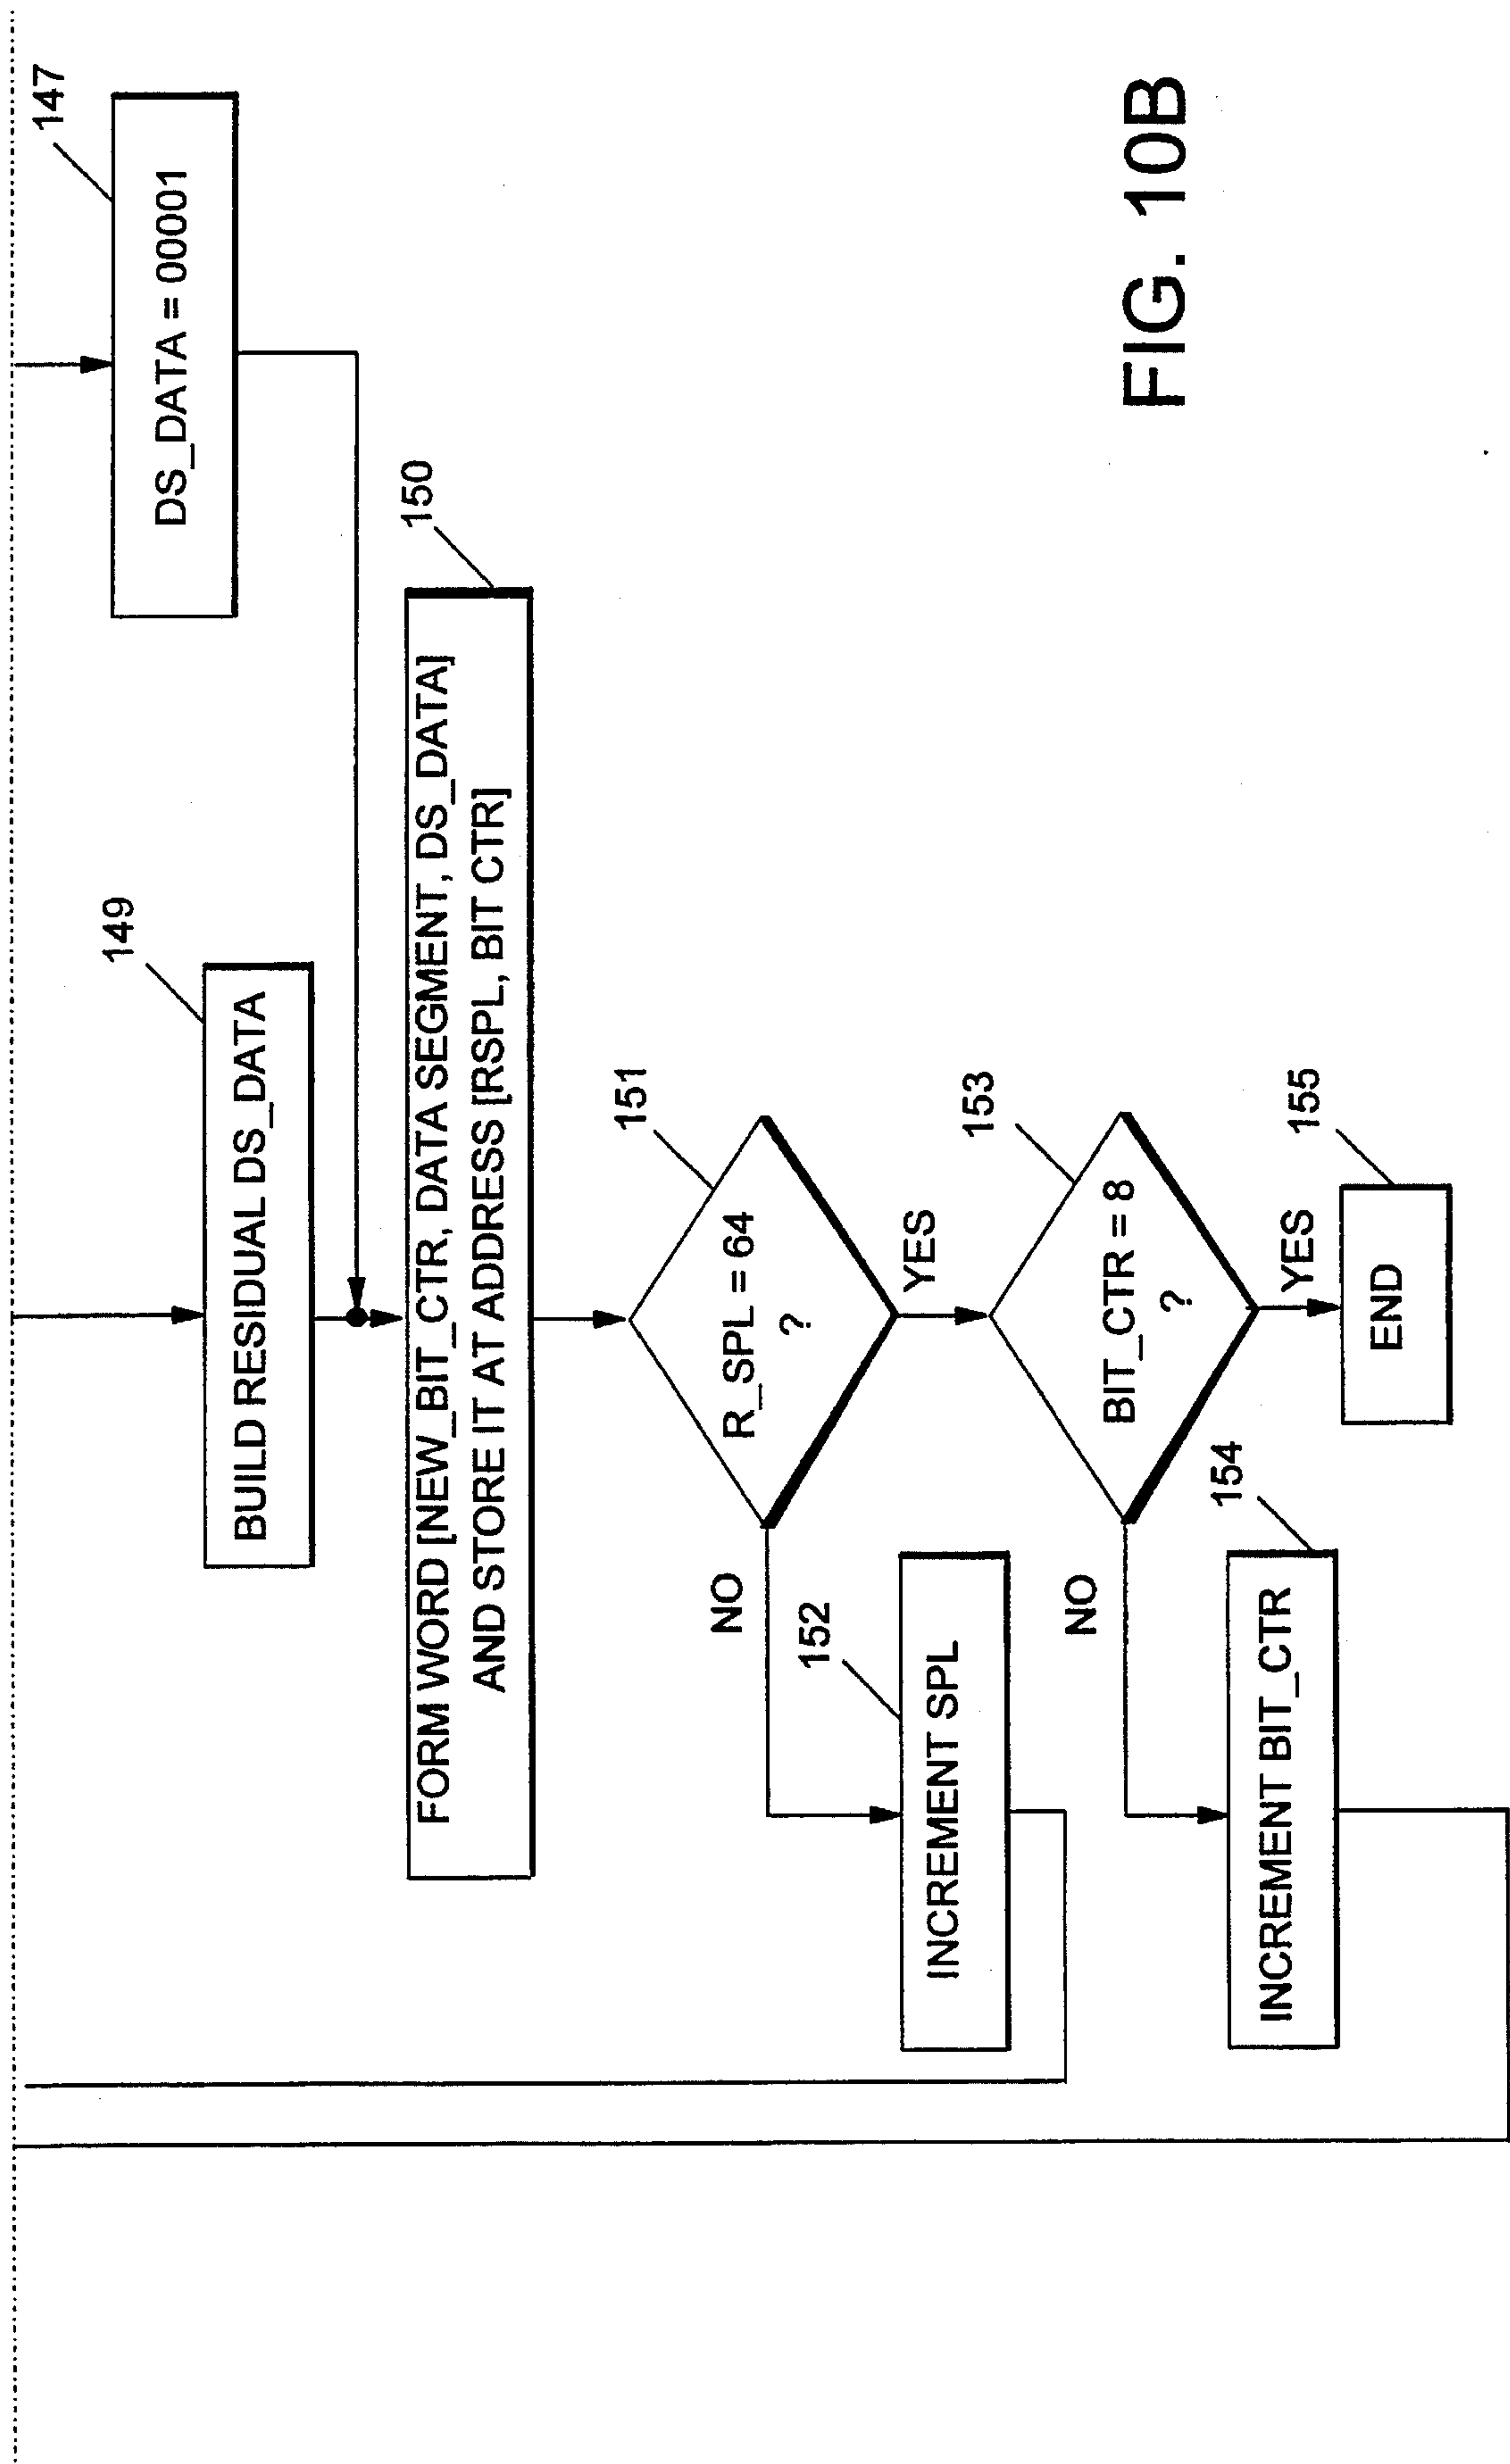 147
DS_DATA = 00001
149
BUILD RESIDUAL DS_DATA
150
FORM WORD [NEW_BIT_CTR, DATA SEGMENT, DS_DATA]
AND STORE IT AT ADDRESS [RSPL, BIT CTR]
151
R_SPL = 64
?
NO
YES
152
INCREMENT SPL
153
BIT_CTR = 8
?
NO
YES
154
INCREMENT BIT_CTR
155
END
FIG. 10B